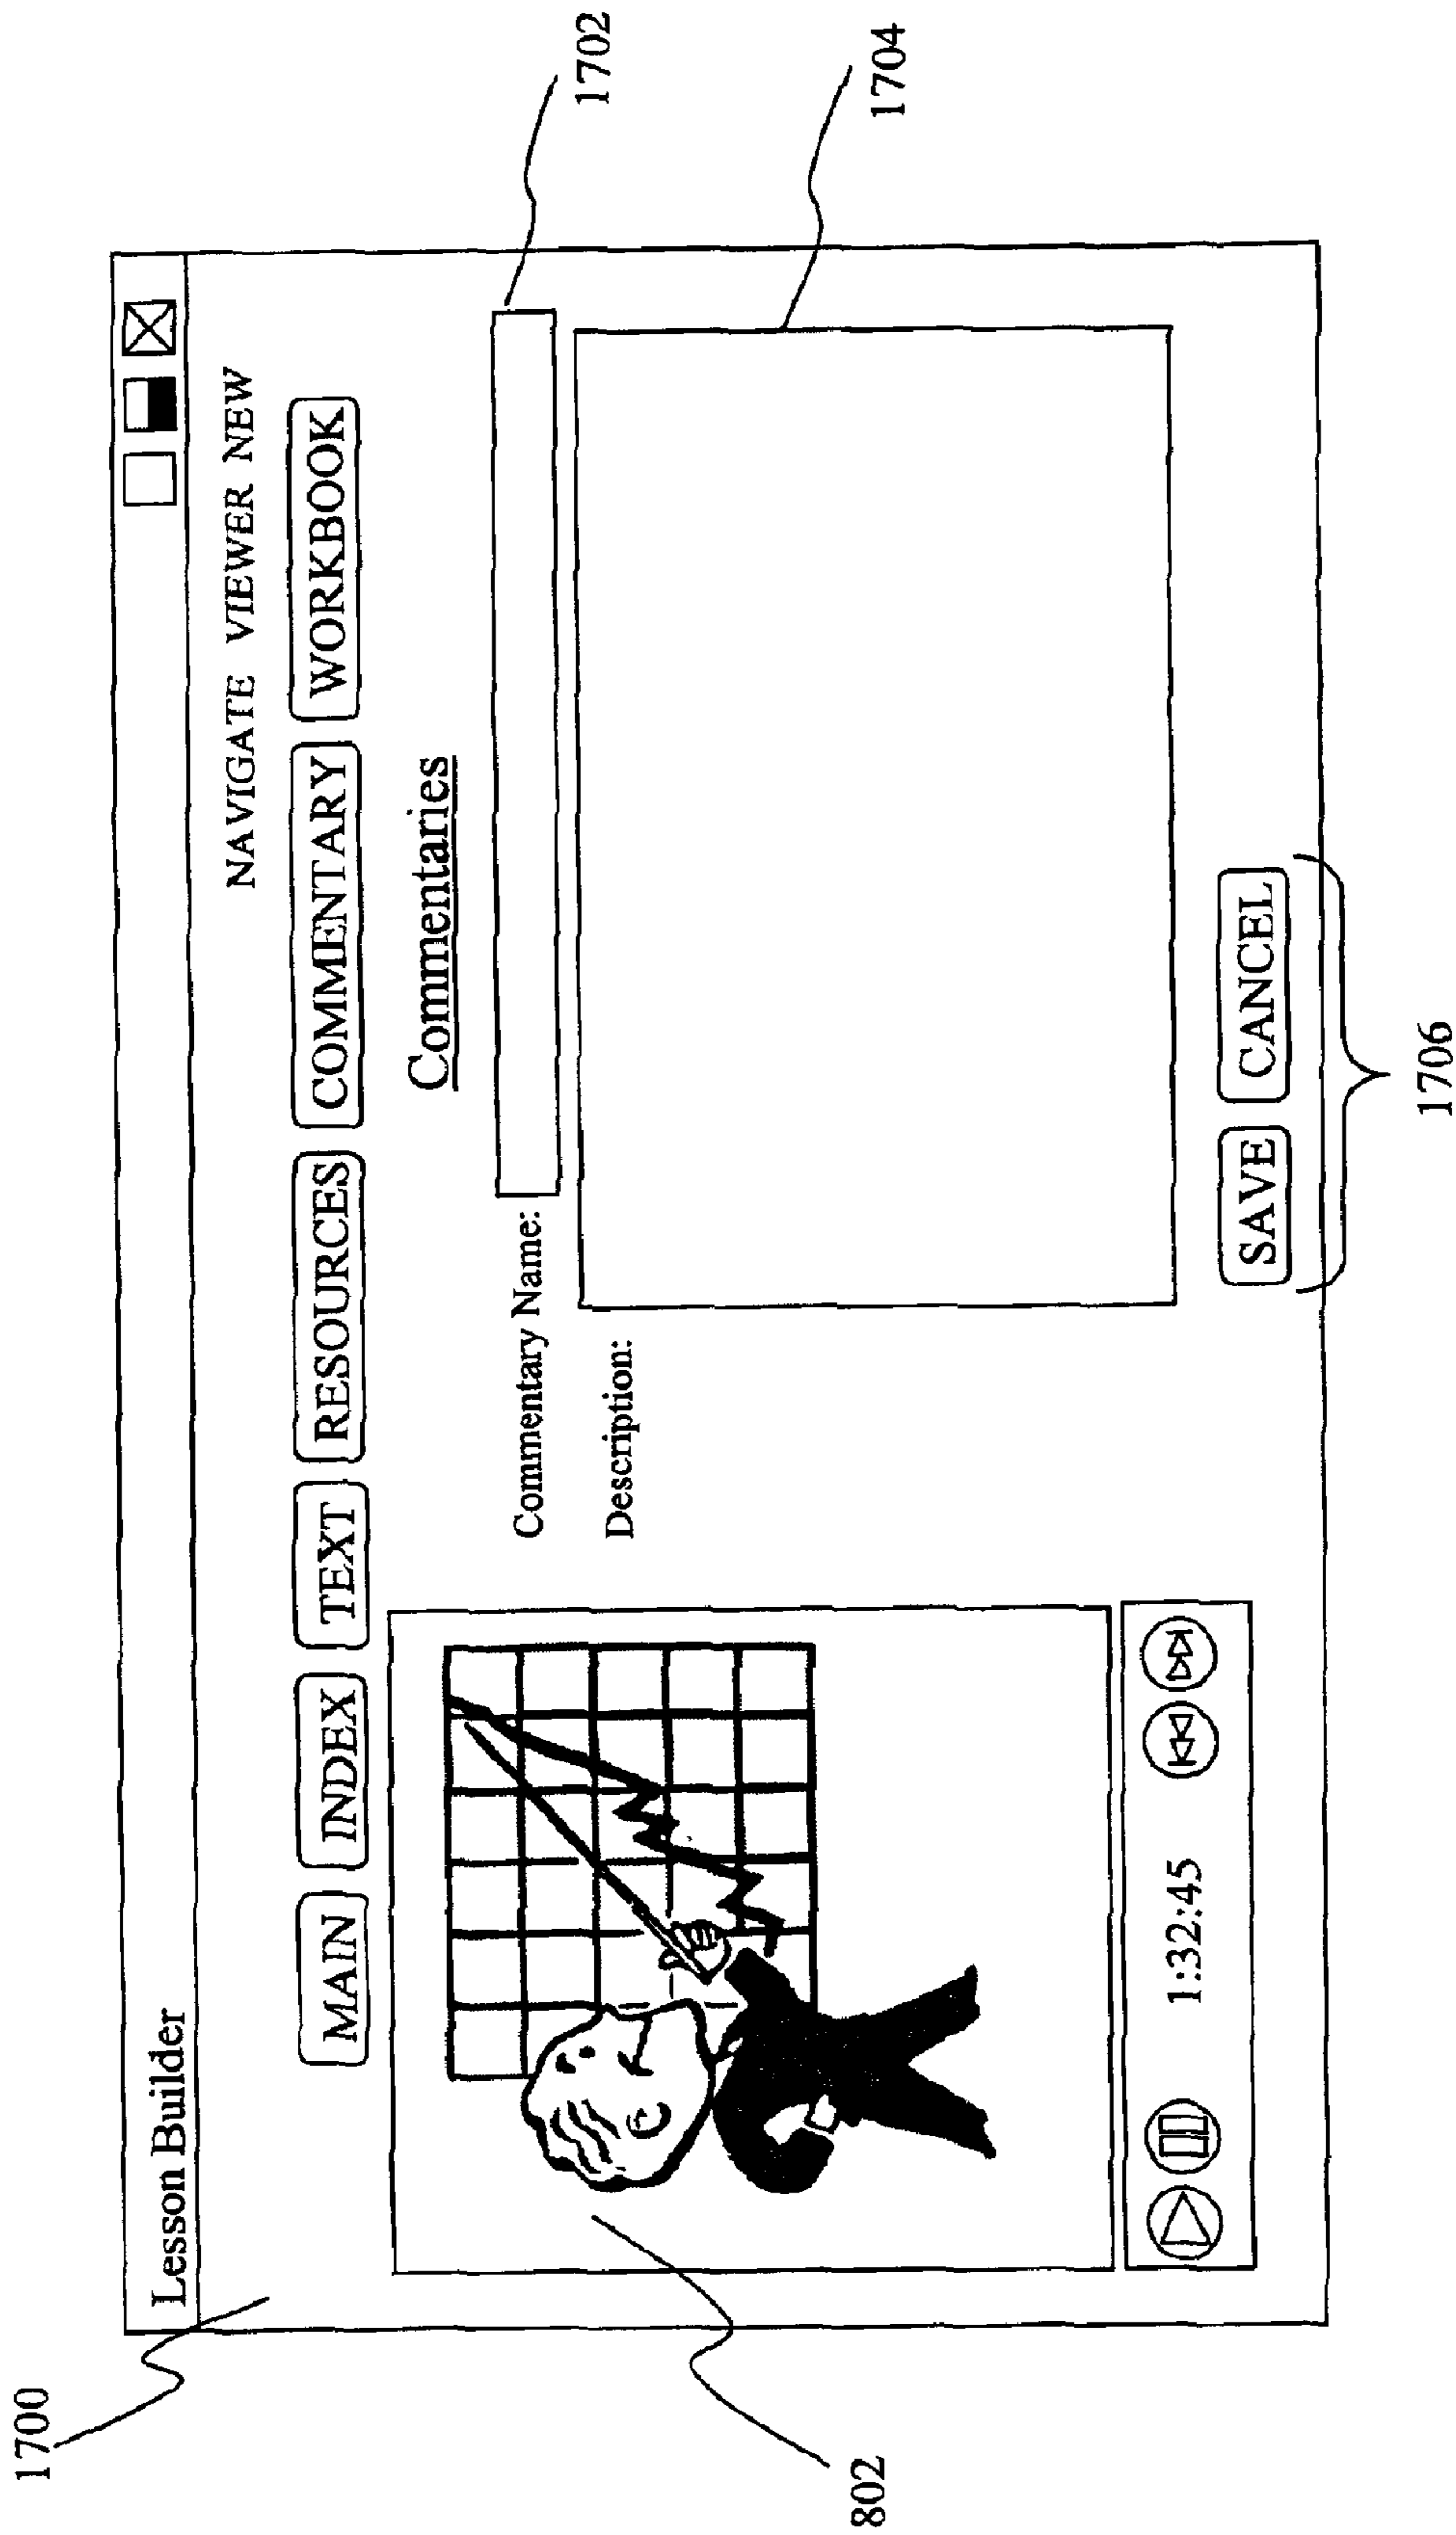 1700
Lesson Builder
NAVIGATE VIEWER NEW
MAIN INDEX TEXT RESOURCES COMMENTARY WORKBOOK
Commentaries
Commentary Name:
1702
Description:
1704
802
1:32:45
SAVE CANCEL
1706